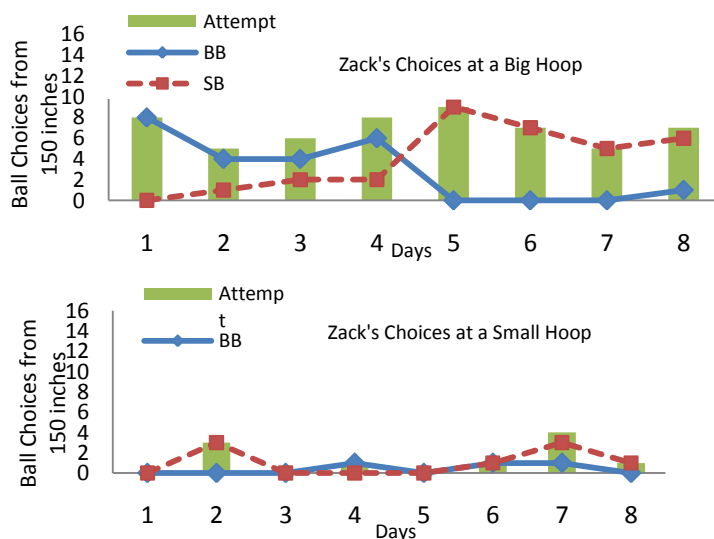 Attempt
BB
SB
Zack's Choices at a Big Hoop
Ball Choices from
150 inches
16
14
12
10
8
6
4
2
0
1 2 3 4 5 6 7 8
Days
Attemp
t
BB
Zack's Choices at a Small Hoop
Ball Choices from
150 inches
16
14
12
10
8
6
4
2
0
1 2 3 4 5 6 7 8
Days